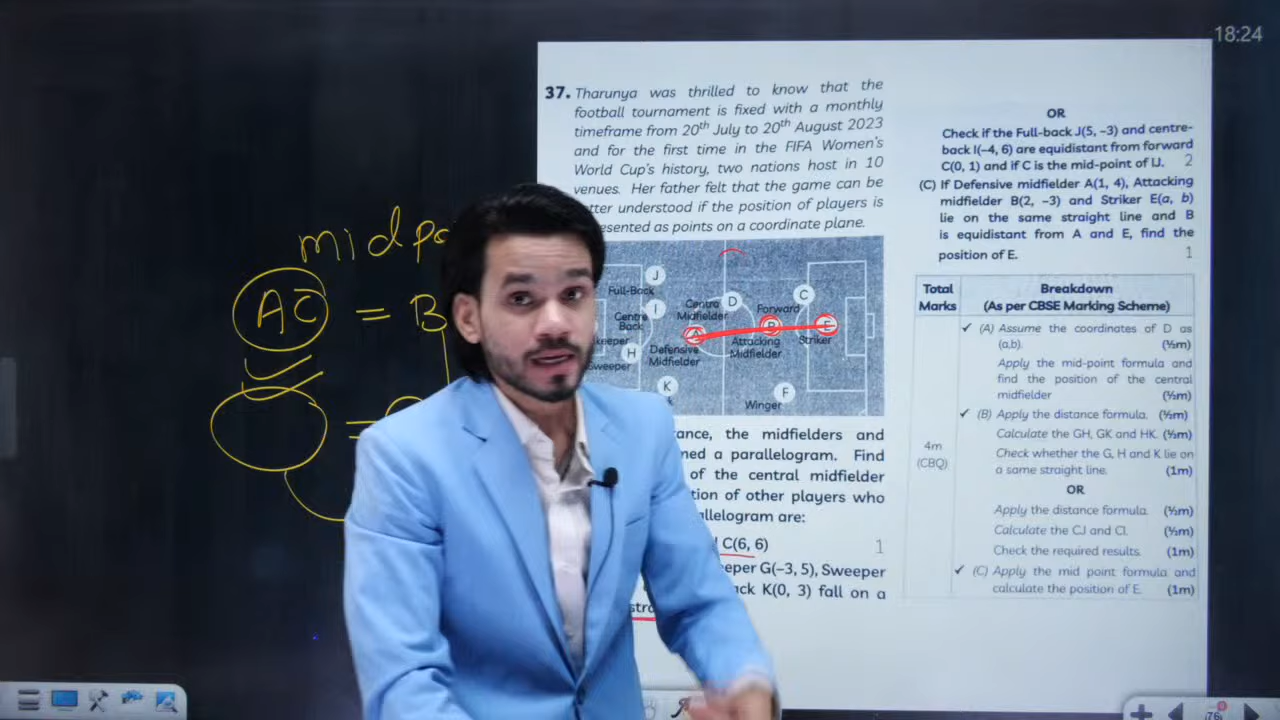 18:24
37. Tharunya was thrilled to know that the
football tournament is fixed with a monthly
timeframe from 20th July to 20th August 2023
and for the first time in the FIFA Women's
World Cup's history, two nations host in 10
venues. Her father felt that the game can be
tter understood if the position of players is
esented as points on a coordinate plane.
J
Full-Back
I
Centre
Back
keeper
Sweeper
H
Centre
Midfielder
D
Forward
C
A
B
E
Defensive
Midfielder
Attacking
Midfielder
Striker
K
F
Winger
tance, the midfielders and
ned a parallelogram. Find
of the central midfielder
tion of other players who
allelogram are:
C(6, 6) 1
eeper G(-3, 5), Sweeper
ack K(0, 3) fall on a
stra
OR
Check if the Full-back J(5, -3) and centre-
back I(-4, 6) are equidistant from forward
C(0, 1) and if C is the mid-point of IJ. 2
(C) If Defensive midfielder A(1, 4), Attacking
midfielder B(2, -3) and Striker E(a, b)
lie on the same straight line and B
is equidistant from A and E, find the
position of E. 1
Total
Marks
Breakdown
(As per CBSE Marking Scheme)
4m
(CBQ)
✓ (A) Assume the coordinates of D as
(a,b). (½m)
Apply the mid-point formula and
find the position of the central
midfielder (½m)
✓ (B) Apply the distance formula. (½m)
Calculate the GH, GK and HK. (½m)
Check whether the G, H and K lie on
a same straight line. (1m)
OR
Apply the distance formula. (½m)
Calculate the CJ and CI. (½m)
Check the required results. (1m)
✓ (C) Apply the mid point formula and
calculate the position of E. (1m)
midpo
AC = B
=